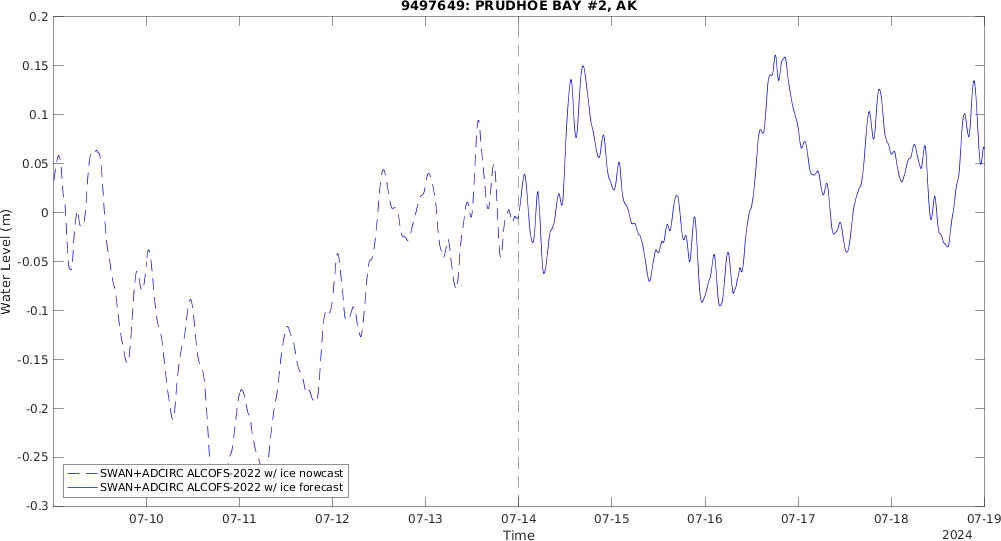 9497649: PRUDHOE BAY #2, AK
0.2
0.15
0.1
0.05
0
-0.05
-0.1
-0.15
-0.2
-0.25
-0.3
Water Level (m)
SWAN+ADCIRC ALCOFS-2022 w/ ice nowcast
SWAN+ADCIRC ALCOFS-2022 w/ ice forecast
07-10 07-11 07-12 07-13 07-14 07-15 07-16 07-17 07-18 07-19
Time
2024